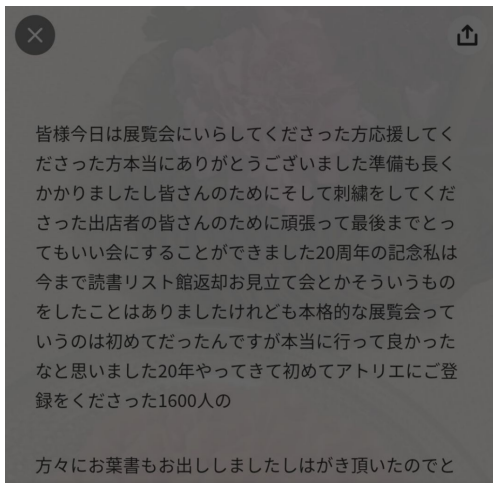 皆様今日は展覧会にいらしてくださった方応援してく
ださった方本当にありがとうございました準備も長く
かかりましたし皆さんのためにそして刺繍をしてくだ
さった出店者の皆さんのために頑張って最後までとっ
てもいい会にすることができました20周年の記念私は
今まで読書リスト館返却お見立て会とかそういうもの
をしたことはありましたけれども本格的な展覧会って
いうのは初めてだったんですが本当に行って良かった
なと思いました20年やってきて初めてアトリエにご登
録をくださった1600人の
方々にお葉書もお出ししましたしはがき頂いたのでと